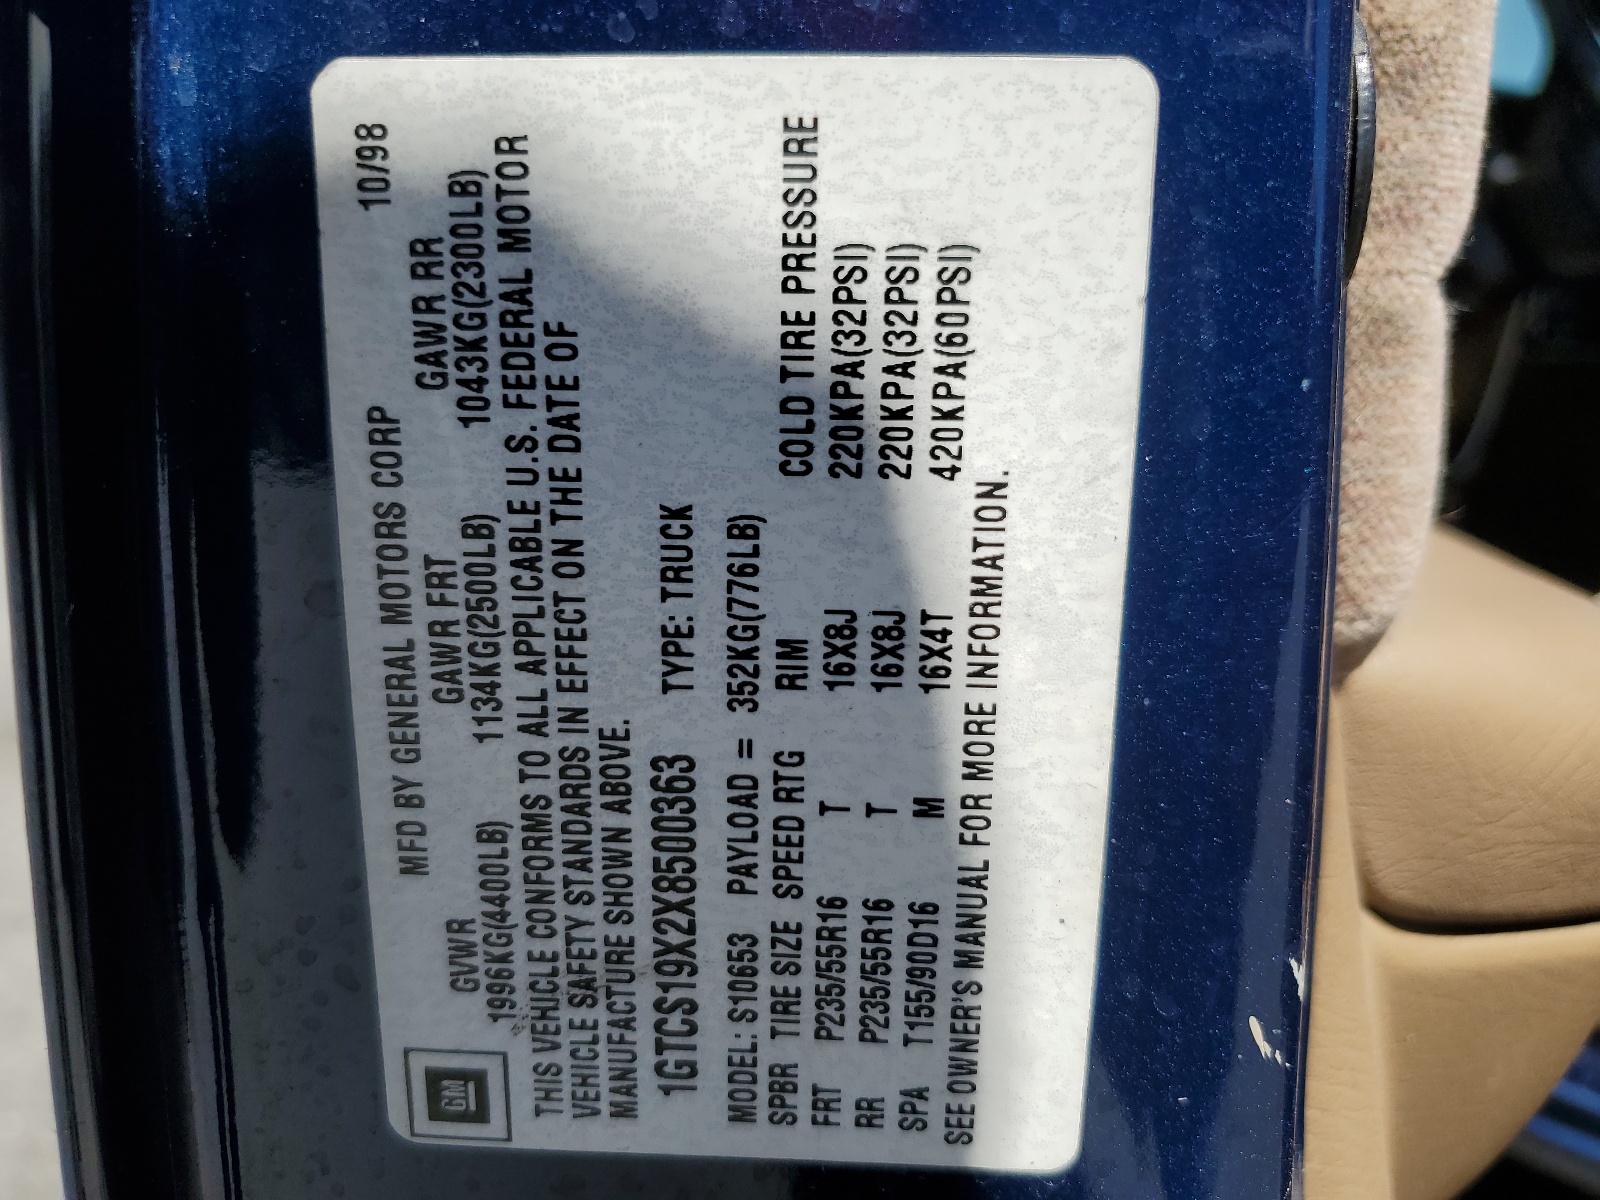 GM
MFD BY GENERAL MOTORS CORP 10/98
GVWR GAWR FRT GAWR RR
1996KG(4400LB) 1134KG(2500LB) 1043KG(2300LB)
THIS VEHICLE CONFORMS TO ALL APPLICABLE U.S. FEDERAL MOTOR
VEHICLE SAFETY STANDARDS IN EFFECT ON THE DATE OF
MANUFACTURE SHOWN ABOVE.
1GTCS19X2X8500363 TYPE: TRUCK
MODEL: S10653 PAYLOAD = 352KG(776LB)
SPBR TIRE SIZE SPEED RTG RIM COLD TIRE PRESSURE
FRT P235/55R16 T 16X8J 220KPA(32PSI)
RR P235/55R16 T 16X8J 220KPA(32PSI)
SPA T155/90D16 M 16X4T 420KPA(60PSI)
SEE OWNER'S MANUAL FOR MORE INFORMATION.